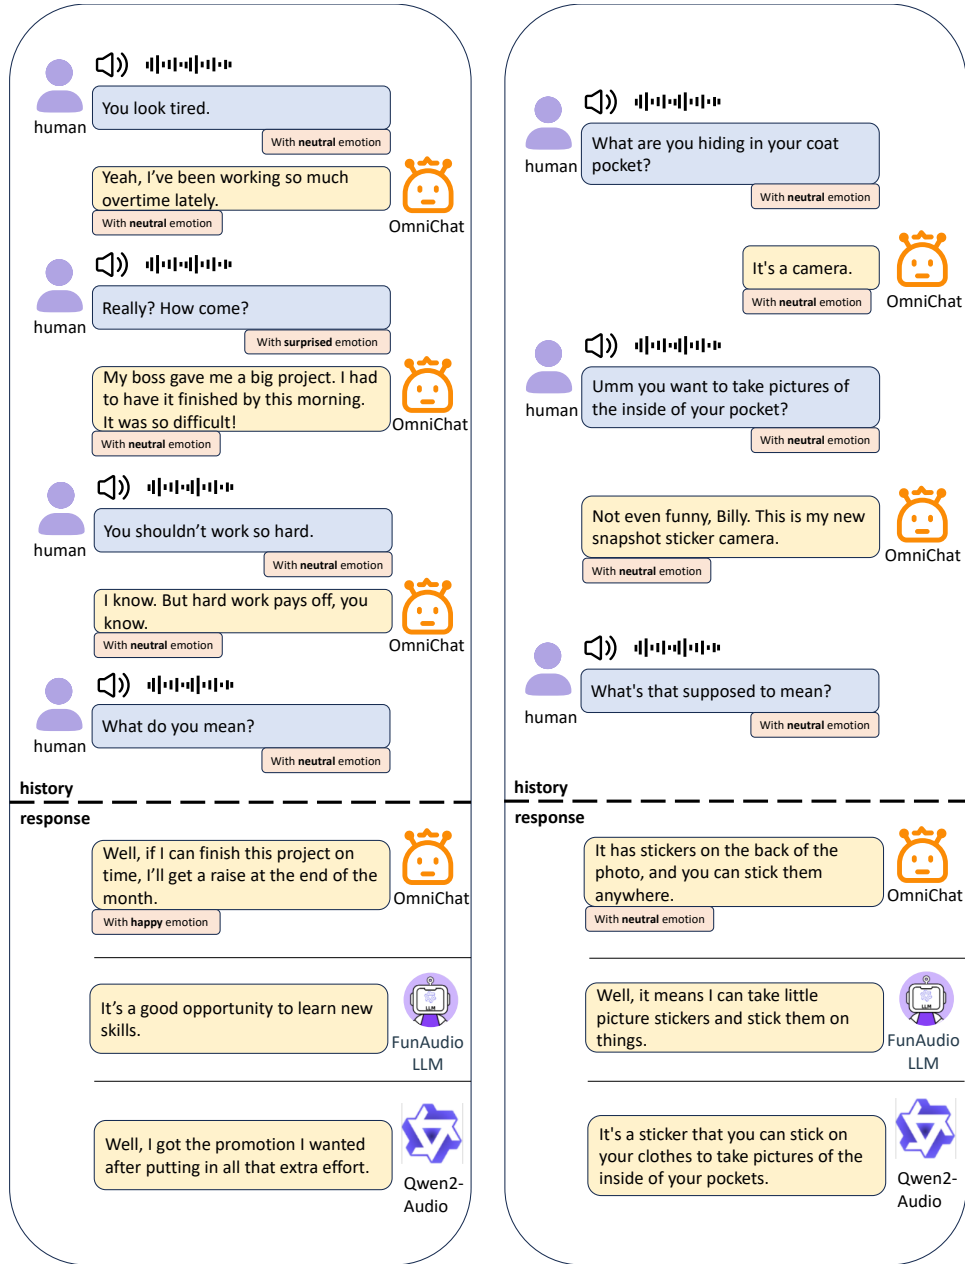 You look tired.
human
With neutral emotion
Yeah, I've been working so much
overtime lately.
With neutral emotion
OmniChat
Really? How come?
human
With surprised emotion
My boss gave me a big project. I had
to have it finished by this morning.
It was so difficult!
OmniChat
With neutral emotion
You shouldn't work so hard.
human
With neutral emotion
I know. But hard work pays off, you
know.
With neutral emotion
OmniChat
What do you mean?
human
With neutral emotion
history
response
Well, if I can finish this project on
time, I'll get a raise at the end of the
month.
OmniChat
With happy emotion
It's a good opportunity to learn new
skills.
FunAudio
LLM
Well, I got the promotion I wanted
after putting in all that extra effort.
Qwen2-
Audio
What are you hiding in your coat
pocket?
human
With neutral emotion
It's a camera.
With neutral emotion
OmniChat
Umm you want to take pictures of
the inside of your pocket?
human
With neutral emotion
Not even funny, Billy. This is my new
snapshot sticker camera.
OmniChat
With neutral emotion
What's that supposed to mean?
human
With neutral emotion
history
response
It has stickers on the back of the
photo, and you can stick them
anywhere.
OmniChat
With neutral emotion
Well, it means I can take little
picture stickers and stick them on
things.
FunAudio
LLM
It's a sticker that you can stick on
your clothes to take pictures of the
inside of your pockets.
Qwen2-
Audio